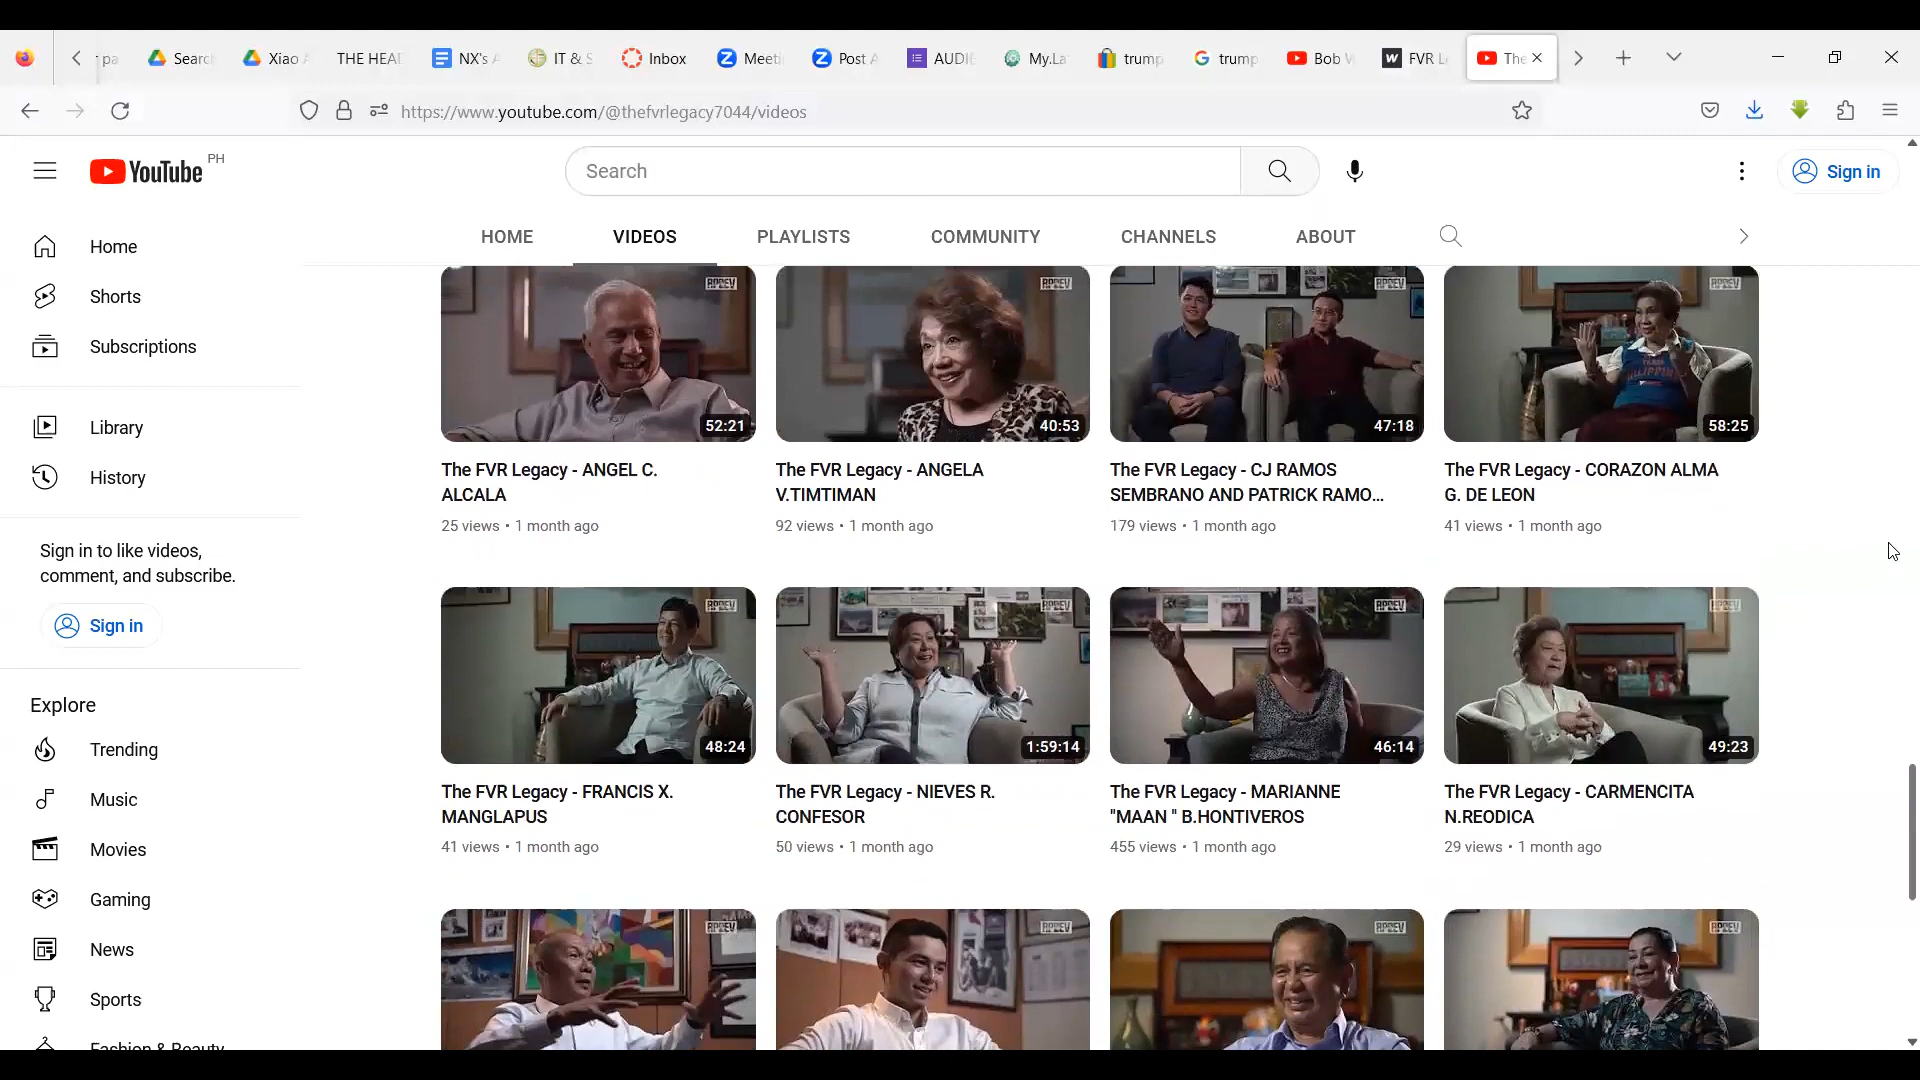 pa
Searc
Xiao A
THE HEA
NX's A
IT & S
Inbox
Meeti
Post A
AUDI
My.La
trump
trump
Bob V
FVR L
The
https://www.youtube.com/@thefvrlegacy7044/videos
YouTube PH
Search
Sign in
HOME
VIDEOS
PLAYLISTS
COMMUNITY
CHANNELS
ABOUT
Home
Shorts
Subscriptions
Library
History
Sign in to like videos,
comment, and subscribe.
Sign in
Explore
Trending
Music
Movies
Gaming
News
Sports
Fashion & Beauty
52:21
The FVR Legacy - ANGEL C.
ALCALA
25 views • 1 month ago
40:53
The FVR Legacy - ANGELA
V.TIMTIMAN
92 views • 1 month ago
47:18
The FVR Legacy - CJ RAMOS
SEMBRANO AND PATRICK RAMO...
179 views • 1 month ago
PILIPINAS
58:25
The FVR Legacy - CORAZON ALMA
G. DE LEON
41 views • 1 month ago
48:24
The FVR Legacy - FRANCIS X.
MANGLAPUS
41 views • 1 month ago
1:59:14
The FVR Legacy - NIEVES R.
CONFESOR
50 views • 1 month ago
46:14
The FVR Legacy - MARIANNE
"MAAN " B.HONTIVEROS
455 views • 1 month ago
49:23
The FVR Legacy - CARMENCITA
N.REODICA
29 views • 1 month ago
RPDEV
RPDEV
RPDEV
RPDEV